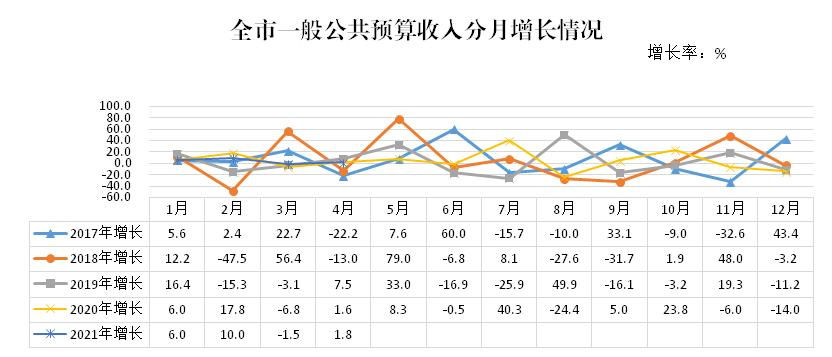 全市一般公共预算收入分月增长情况
增长率：%
100.0
80.0
60.0
40.0
20.0
0.0
-20.0
-40.0
-60.0
1月 2月 3月 4月 5月 6月 7月 8月 9月 10月 11月 12月
2017年增长 5.6 2.4 22.7 -22.2 7.6 60.0 -15.7 -10.0 33.1 -9.0 -32.6 43.4
2018年增长 12.2 -47.5 56.4 -13.0 79.0 -6.8 8.1 -27.6 -31.7 1.9 48.0 -3.2
2019年增长 16.4 -15.3 -3.1 7.5 33.0 -16.9 -25.9 49.9 -16.1 -3.2 19.3 -11.2
2020年增长 6.0 17.8 -6.8 1.6 8.3 -0.5 40.3 -24.4 5.0 23.8 -6.0 -14.0
2021年增长 6.0 10.0 -1.5 1.8